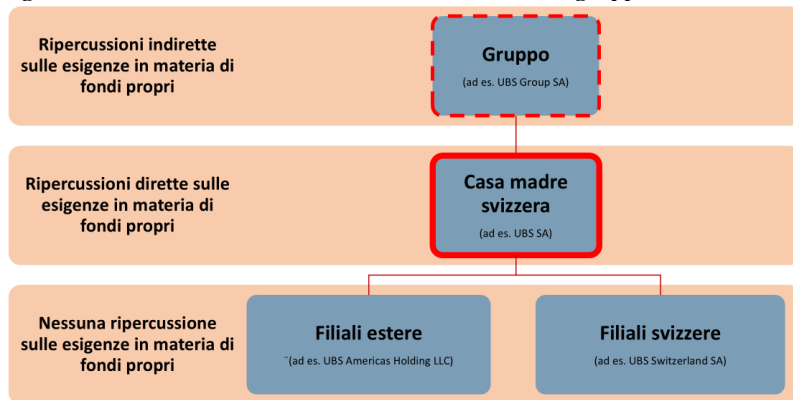 Ripercussioni indirette
sulle esigenze in materia di
fondi propri
Gruppo
(ad es. UBS Group SA)
Ripercussioni dirette sulle
esigenze in materia di
fondi propri
Casa madre
svizzera
(ad es. UBS SA)
Nessuna ripercussione
sulle esigenze in materia di
fondi propri
Filiali estere
¨(ad es. UBS Americas Holding LLC)
Filiali svizzere
(ad es. UBS Switzerland SA)